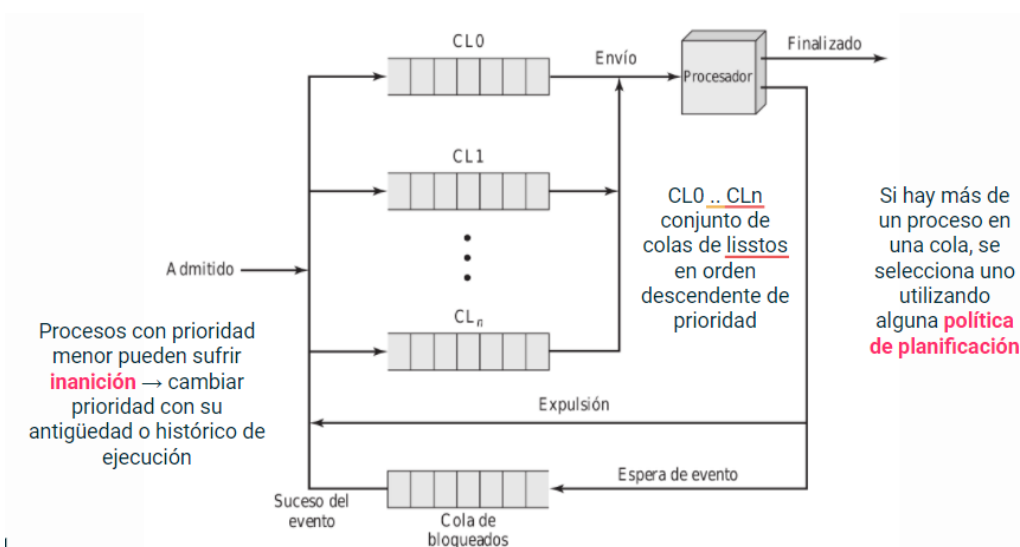 CL0
Envío
Finalizado
Procesador
CL1
CL0 .. CLn
conjunto de
colas de lisstos
en orden
descendente de
prioridad
Si hay más de
un proceso en
una cola, se
selecciona uno
utilizando
alguna política
de planificación
Admitido
CLn
Procesos con prioridad
menor pueden sufrir
inanición → cambiar
prioridad con su
antigüedad o histórico de
ejecución
Expulsión
Espera de evento
Suceso del
evento
Cola de
bloqueados